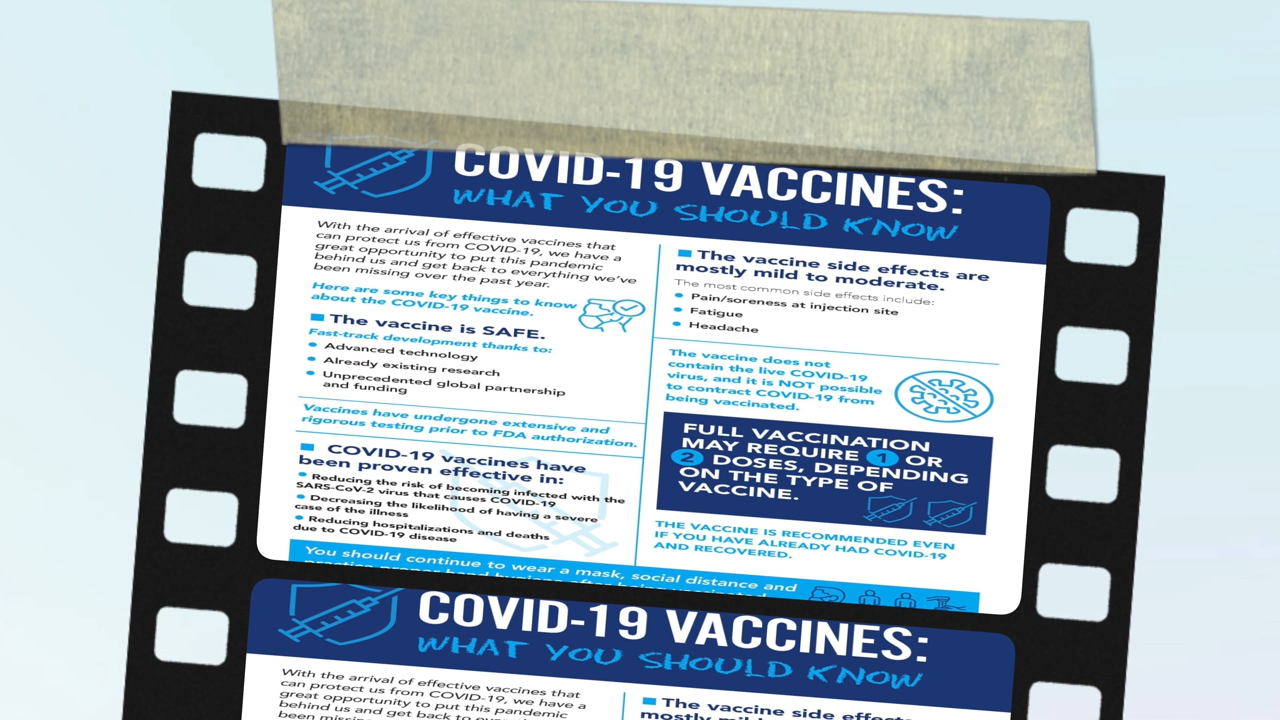 COVID-19 VACCINES:
WHAT YOU SHOULD KNOW
With the arrival of effective vaccines that
can protect us from COVID-19, we have a
great opportunity to put this pandemic
behind us and get back to everything we've
been missing over the past year.
Here are some key things to know
about the COVID-19 vaccine.
The vaccine is SAFE.
Fast-track development thanks to:
Advanced technology
Already existing research
Unprecedented global partnership
and funding
Vaccines have undergone extensive and
rigorous testing prior to FDA authorization.
COVID-19 vaccines have
been proven effective in:
Reducing the risk of becoming infected with the
SARS-CoV-2 virus that causes COVID-19
Decreasing the likelihood of having a severe
case of the illness
Reducing hospitalizations and deaths
due to COVID-19 disease
The vaccine side effects are
mostly mild to moderate.
The most common side effects include:
Pain/soreness at injection site
Fatigue
Headache
The vaccine does not
contain the live COVID-19
virus, and it is NOT possible
to contract COVID-19 from
being vaccinated.
FULL VACCINATION
MAY REQUIRE 1 OR
2 DOSES, DEPENDING
ON THE TYPE OF
VACCINE.
THE VACCINE IS RECOMMENDED EVEN
IF YOU HAVE ALREADY HAD COVID-19
AND RECOVERED.
You should continue to wear a mask, social distance and
practice proper hand hygiene after being vaccinated
COVID-19 VACCINES:
WHAT YOU SHOULD KNOW
With the arrival of effective vaccines that
can protect us from COVID-19, we have a
great opportunity to put this pandemic
behind us and get back to
been
The vaccine side effects
mostly